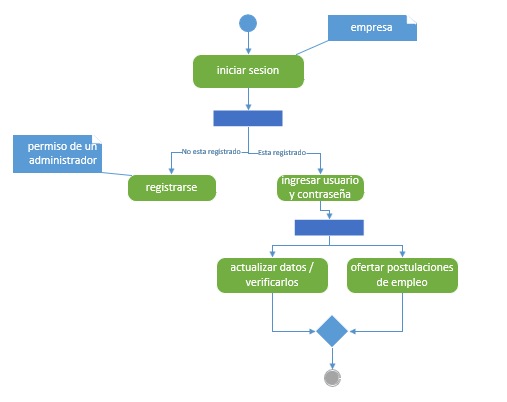 empresa
iniciar sesion
No esta registrado
Esta registrado
permiso de un
administrador
registrarse
ingresar usuario
y contraseña
actualizar datos /
verificarlos
ofertar postulaciones
de empleo